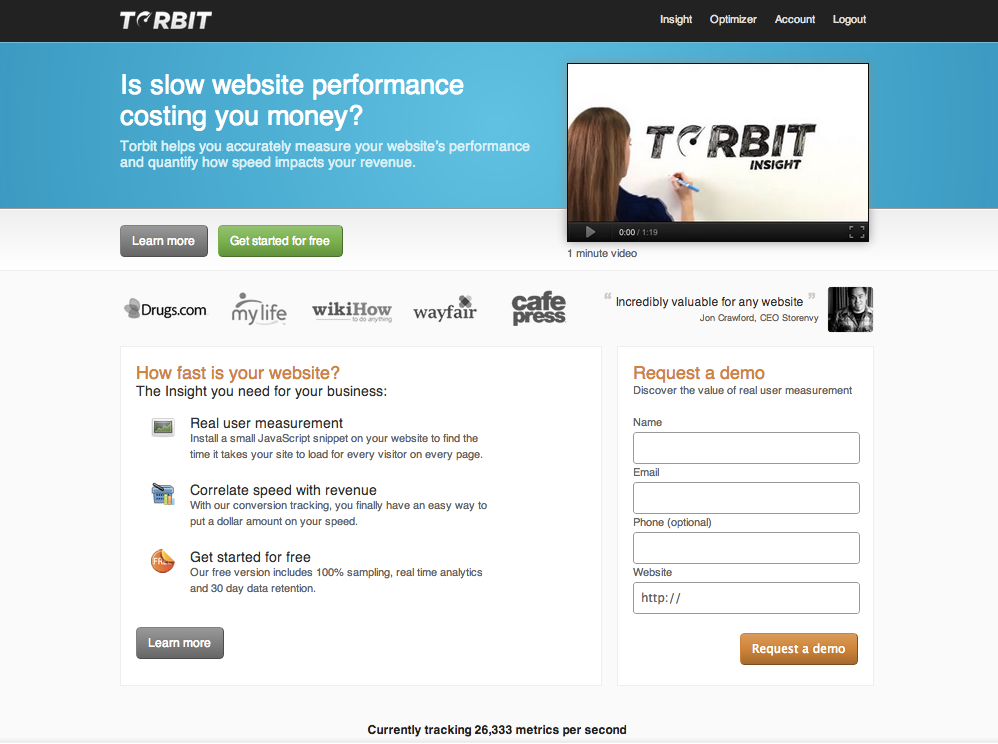 TORBIT
Insight
Optimizer
Account
Logout
Is slow website performance
costing you money?
Torbit helps you accurately measure your website's performance
and quantify how speed impacts your revenue.
Learn more
Get started for free
TORBIT
INSIGHT
0:00 / 1:19
1 minute video
Drugs.com
mylife
wikiHow
to do anything
wayfair
cafe
press
“ Incredibly valuable for any website ”
Jon Crawford, CEO Storenvy
How fast is your website?
The Insight you need for your business:
Real user measurement
Install a small JavaScript snippet on your website to find the
time it takes your site to load for every visitor on every page.
Correlate speed with revenue
With our conversion tracking, you finally have an easy way to
put a dollar amount on your speed.
FREE
Get started for free
Our free version includes 100% sampling, real time analytics
and 30 day data retention.
Learn more
Request a demo
Discover the value of real user measurement
Name
Email
Phone (optional)
Website
http://
Request a demo
Currently tracking 26,333 metrics per second